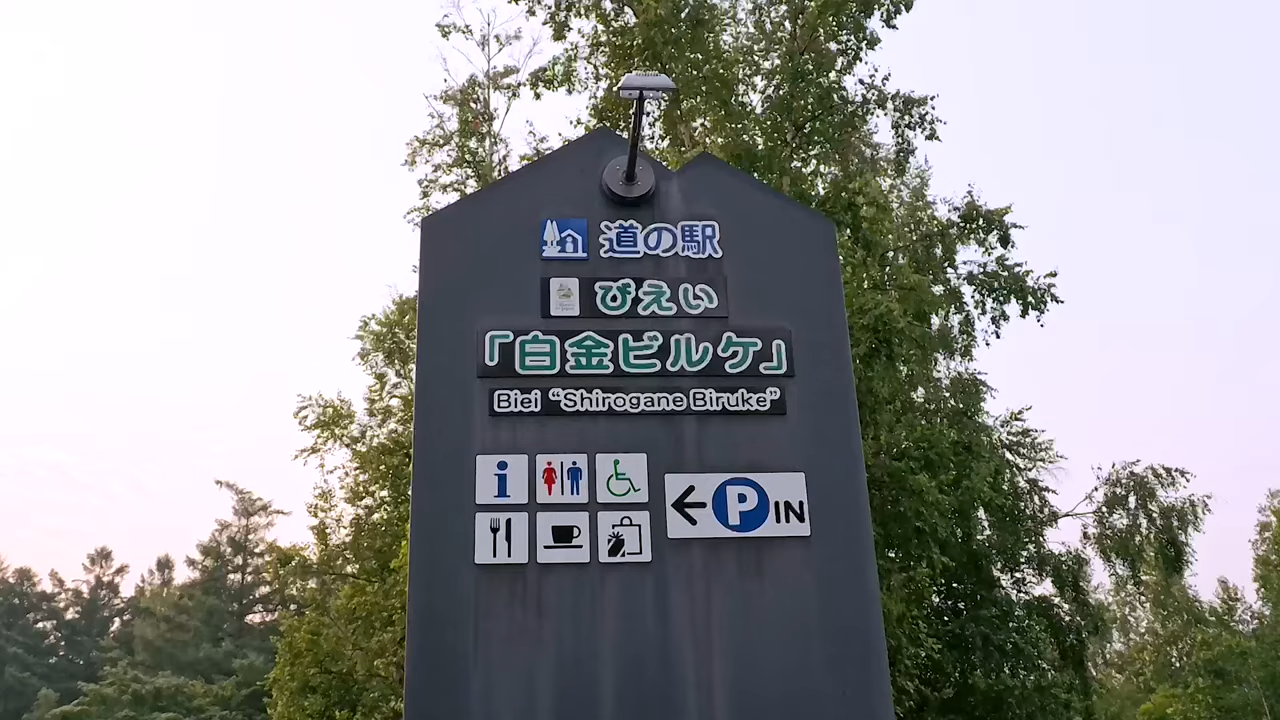 道の駅
びえい
「白金ビルケ」
Biei “Shirogane Biruke”
i
← P IN